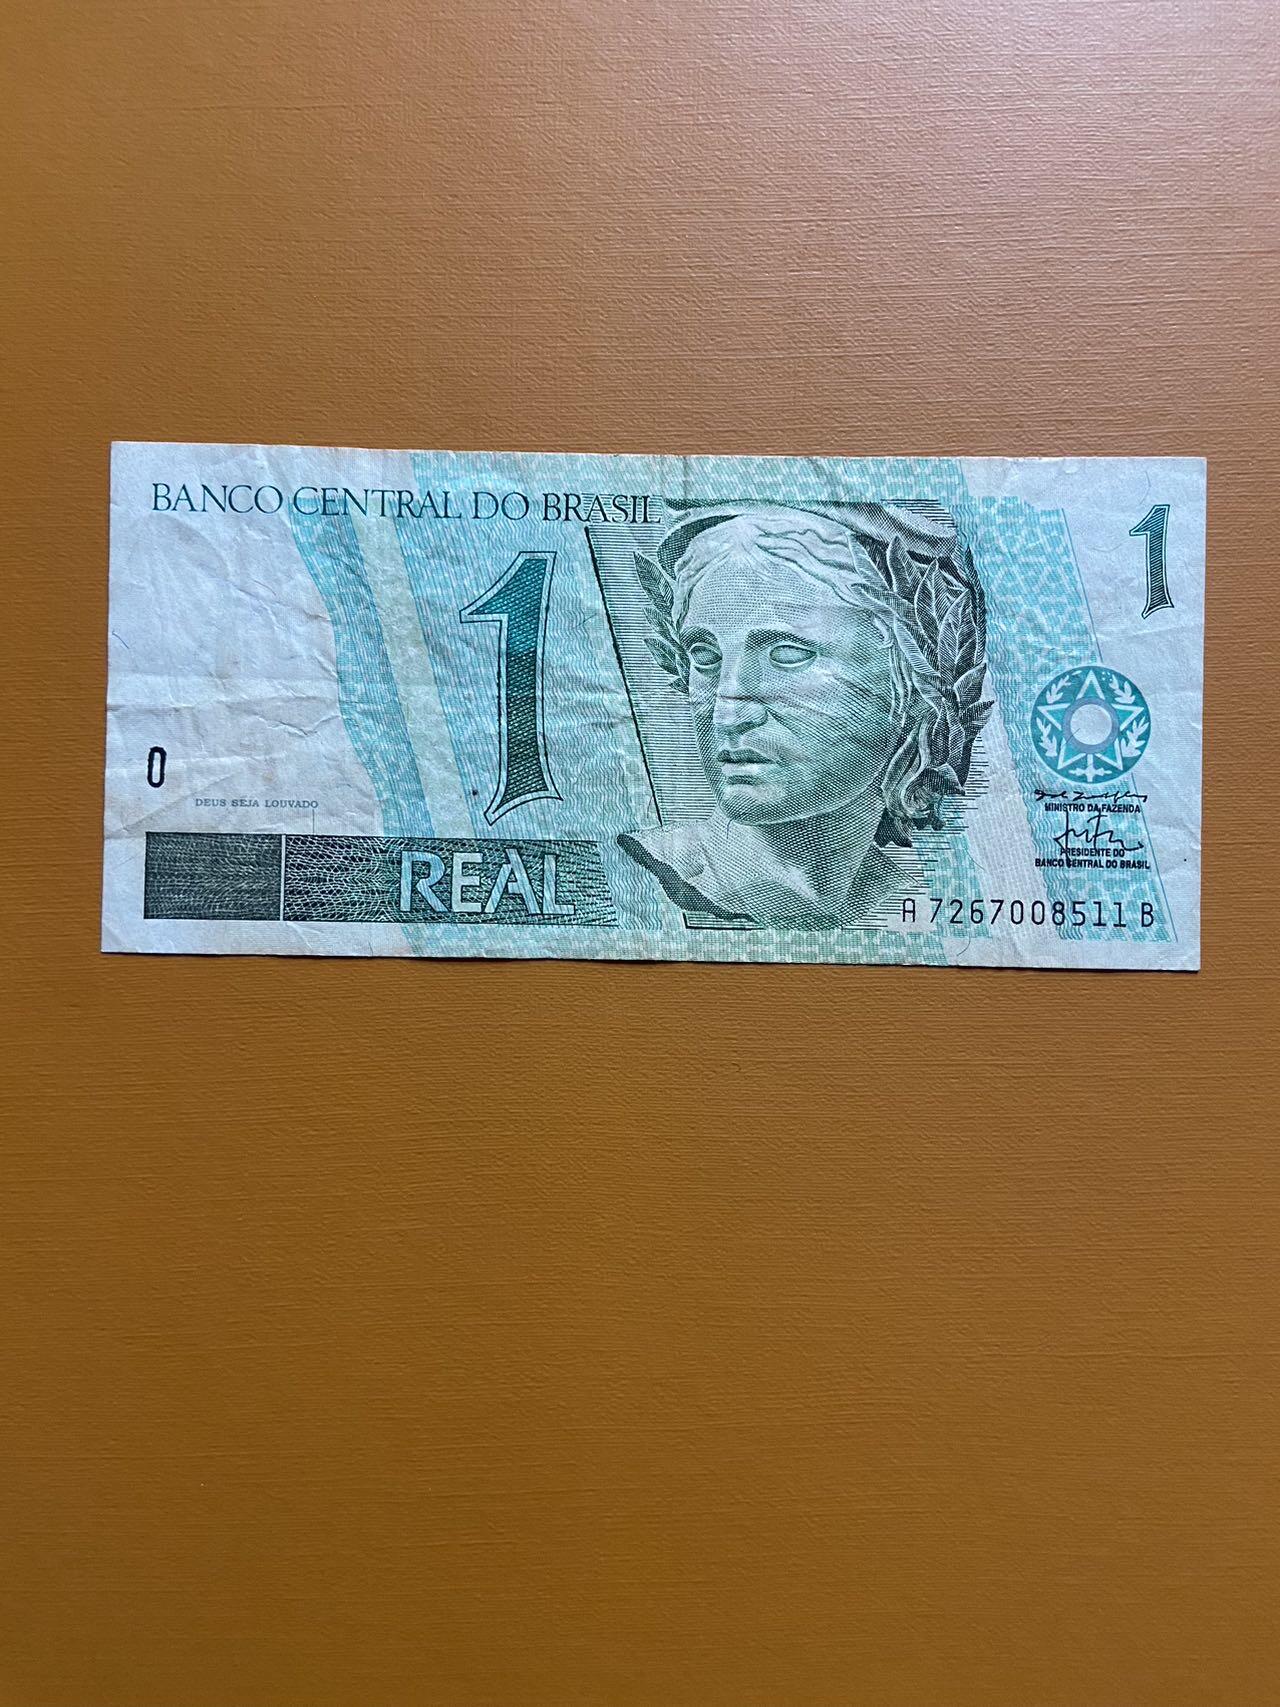 BANCO CENTRAL DO BRASIL
1
1
0
DEUS SEJA LOUVADO
REAL
MINISTRO DA FAZENDA
PRESIDENTE DO
BANCO CENTRAL DO BRASIL
A 7267008511 B